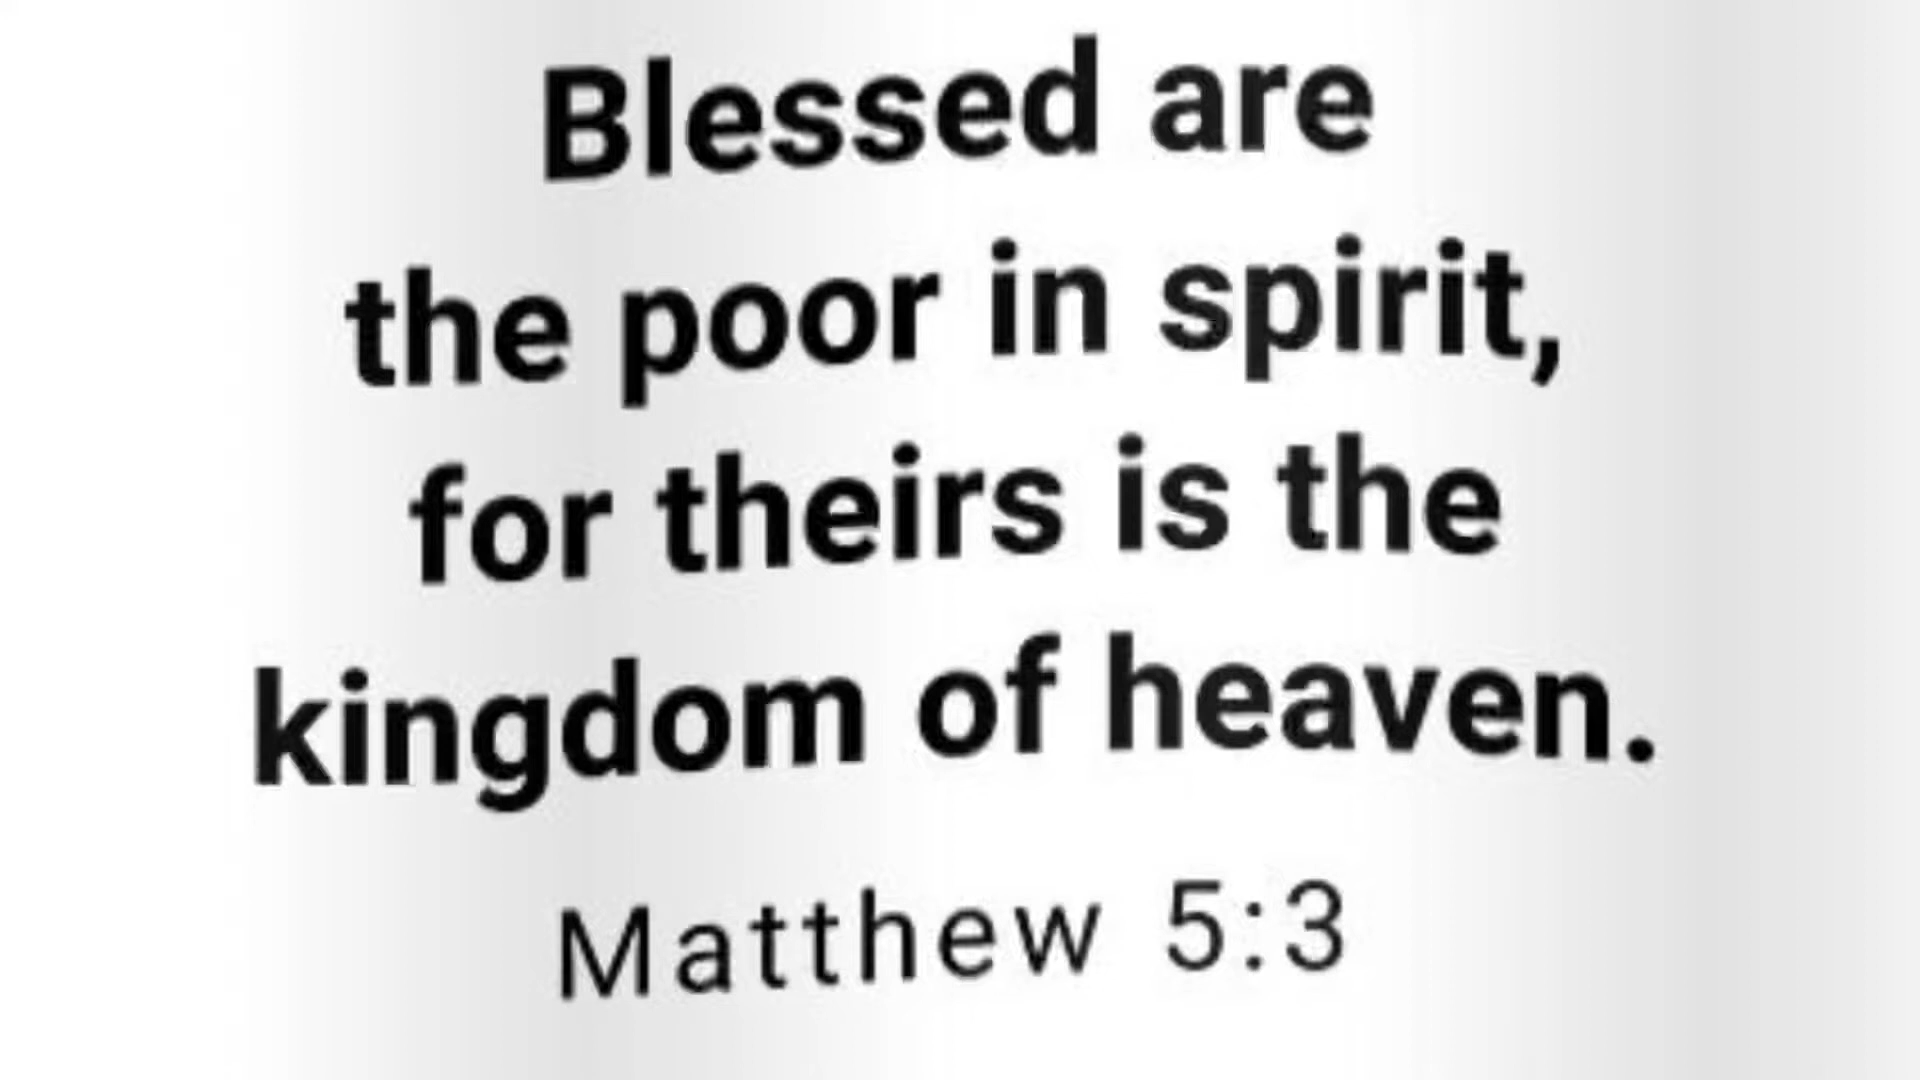 Blessed are
the poor in spirit,
for theirs is the
kingdom of heaven.
Matthew 5:3